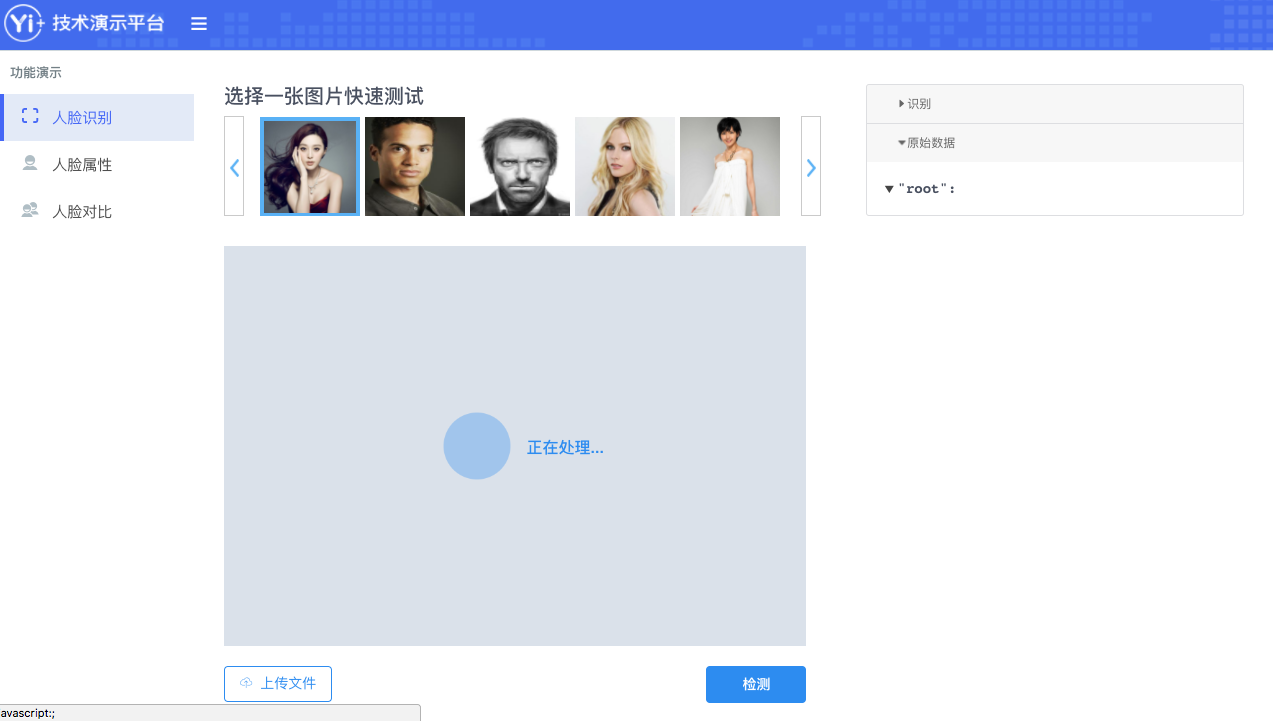 Yi+ 技术演示平台
功能演示
人脸识别
人脸属性
人脸对比
选择一张图片快速测试
正在处理...
上传文件
检测
识别
原始数据
"root":
avascript:;